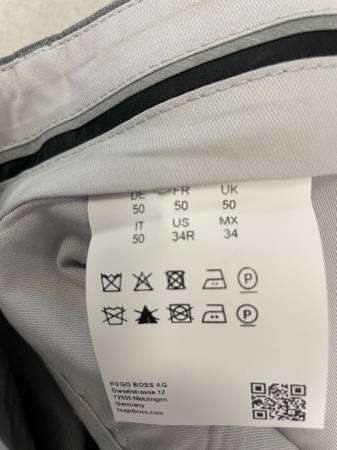 DE FR UK
50 50 50
IT US MX
50 34R 34
P
P
HUGO BOSS AG
Dieselstrasse 12
72555 Metzingen
Germany
hugoboss.com